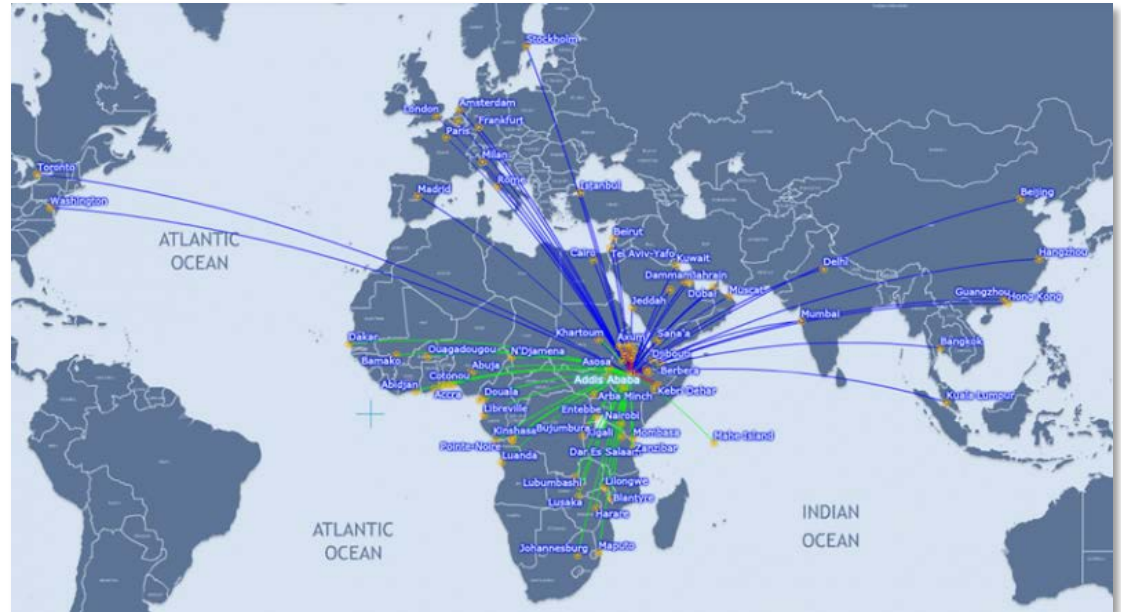 Stockholm
Amsterdam
London
Frankfurt
Paris
Milan
Rome
Madrid
Istanbul
Toronto
Washington
Beijing
ATLANTIC
OCEAN
Beirut
Cairo
Tel Aviv-Yafo
Kuwait
Delhi
Hangzhou
Dammam
Bahrain
Dubai
Muscat
Jeddah
Guangzhou
Hong Kong
Mumbai
Khartoum
Axum
Sana'a
Dakar
Bangkok
Ouagadougou
N'Djamena
Bamako
Asosa
Djibouti
Abuja
Berbera
Cotonou
Addis Ababa
Abidjan
Accra
Douala
Arba Minch
Kebri Dehar
Kuala Lumpur
Libreville
Entebbe
Nairobi
Kinshasa
Bujumbura
Kigali
Mombasa
Mahe Island
Pointe-Noire
Zanzibar
Luanda
Dar Es Salaam
Lubumbashi
Lilongwe
Lusaka
Blantyre
Harare
INDIAN
OCEAN
ATLANTIC
OCEAN
Johannesburg
Maputo